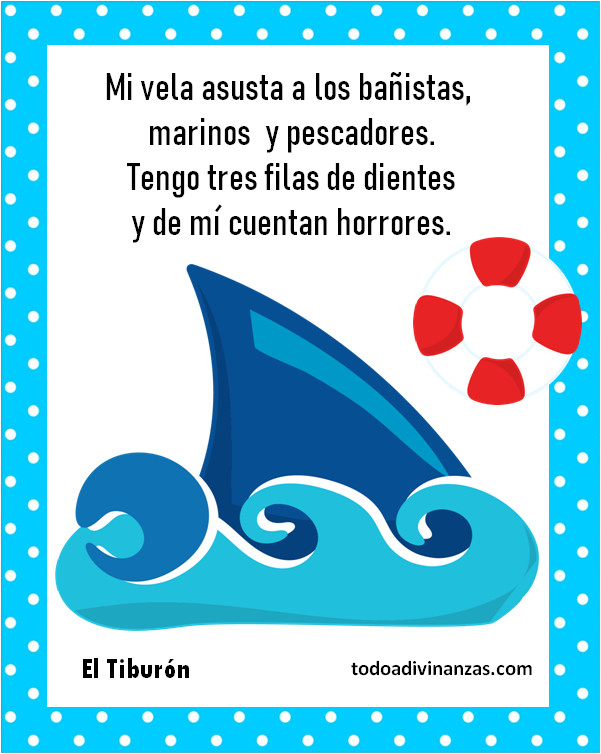 Mi vela asusta a los bañistas,
marinos y pescadores.
Tengo tres filas de dientes
y de mí cuentan horrores.
El Tiburón
todoadivinanzas.com